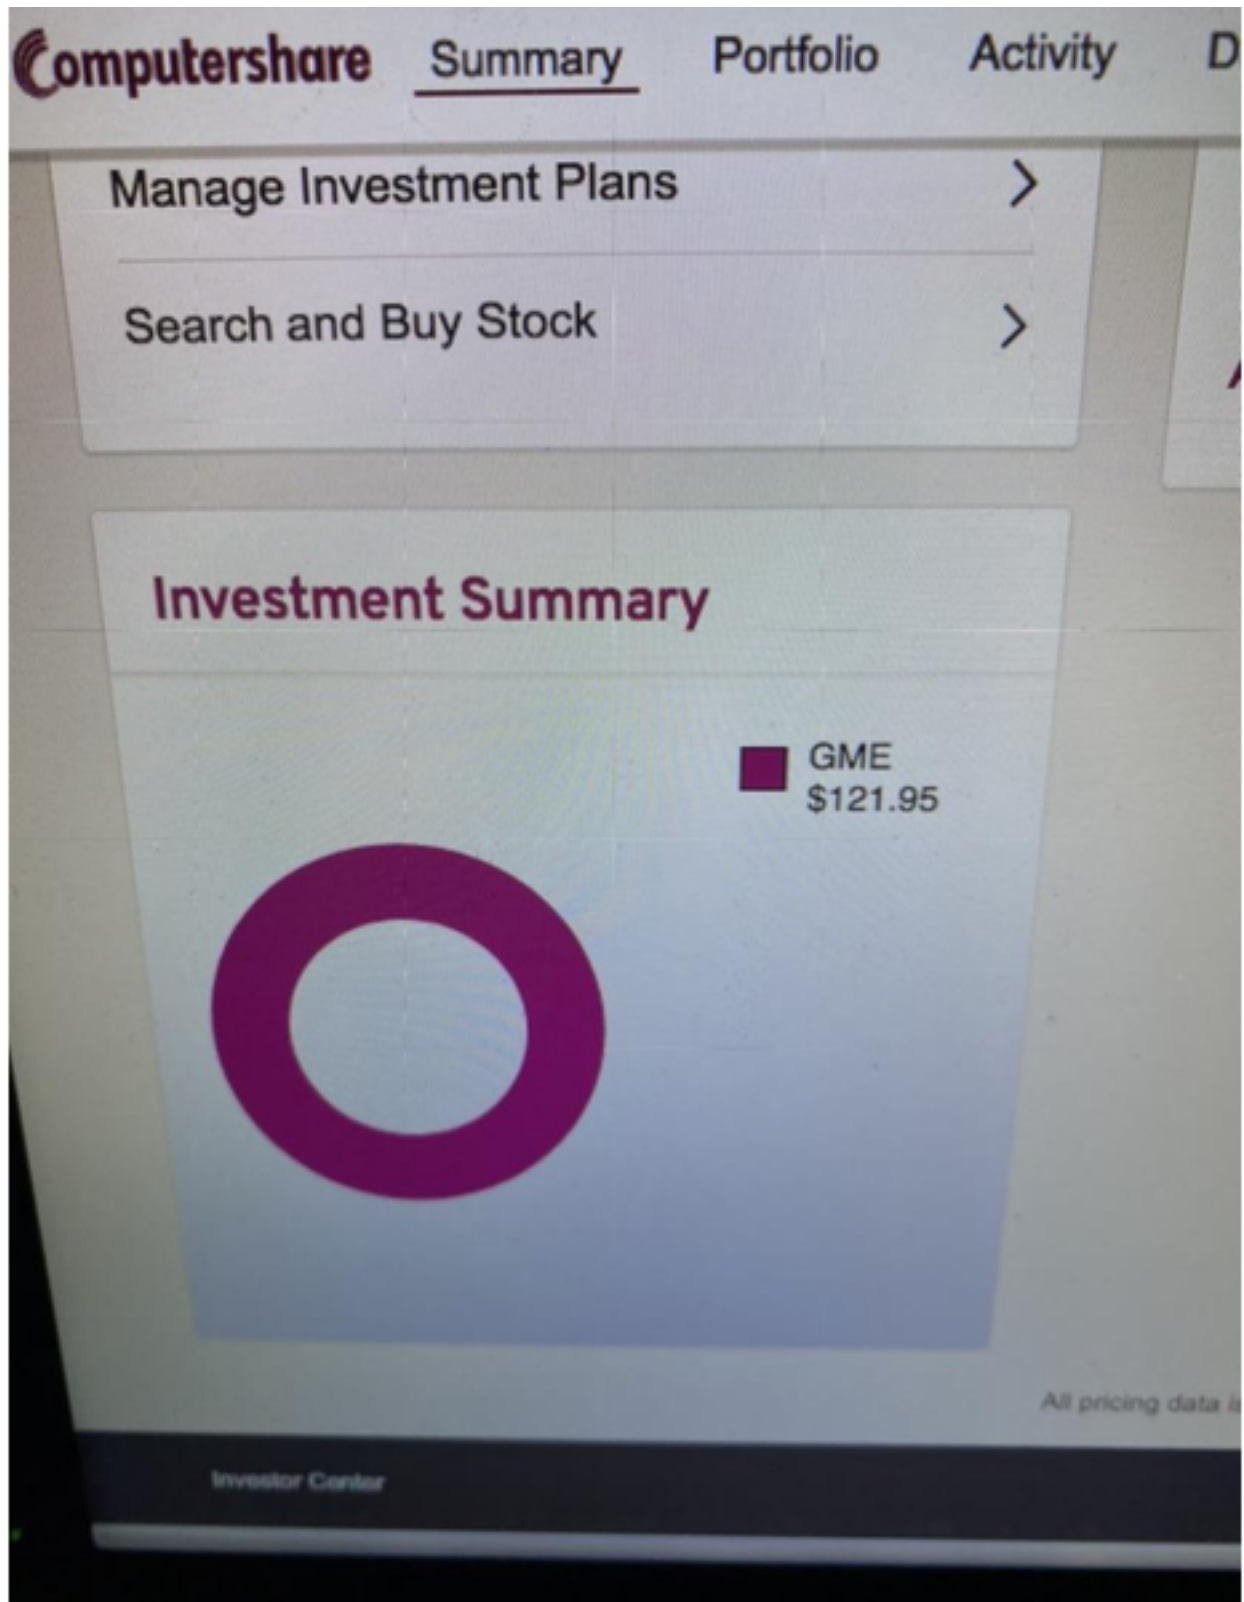 Computershare Summary Portfolio Activity D
Manage Investment Plans
Search and Buy Stock
Investment Summary
GME
$121.95
All pricing data is
Investor Center